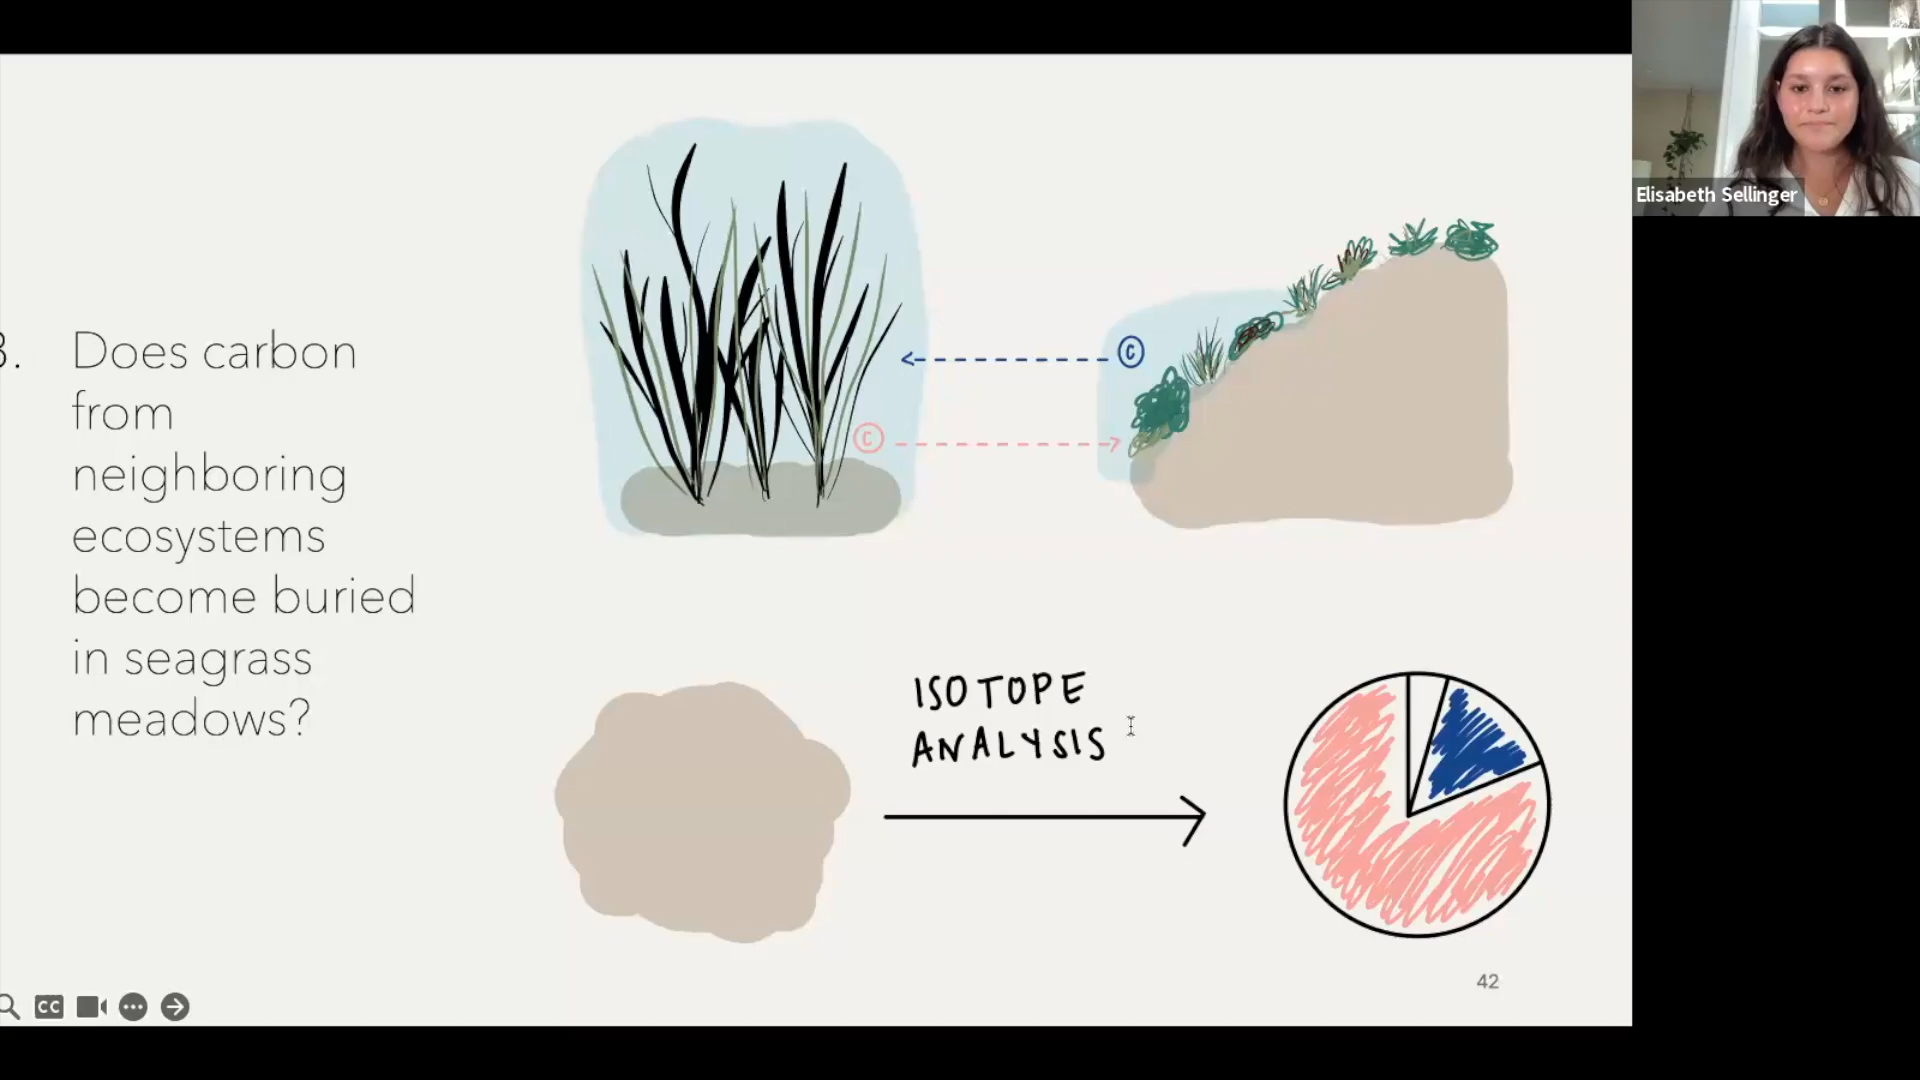 3.
Does carbon
from
neighboring
ecosystems
become buried
in seagrass
meadows?
C
C
ISOTOPE
ANALYSIS
42
CC
Elisabeth Sellinger